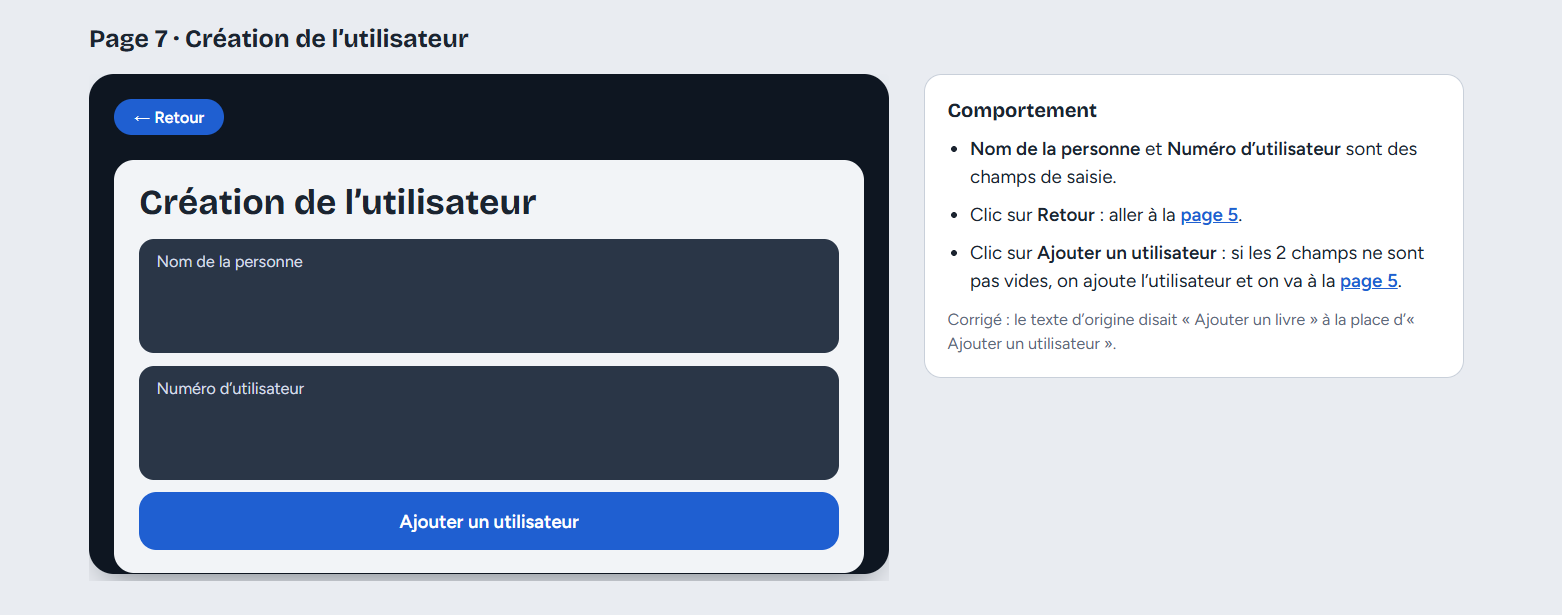 Page 7 · Création de l’utilisateur
← Retour
Création de l’utilisateur
Nom de la personne
Numéro d’utilisateur
Ajouter un utilisateur
Comportement
• Nom de la personne et Numéro d’utilisateur sont des
champs de saisie.
• Clic sur Retour : aller à la page 5.
• Clic sur Ajouter un utilisateur : si les 2 champs ne sont
pas vides, on ajoute l’utilisateur et on va à la page 5.
Corrigé : le texte d’origine disait « Ajouter un livre » à la place d’«
Ajouter un utilisateur ».